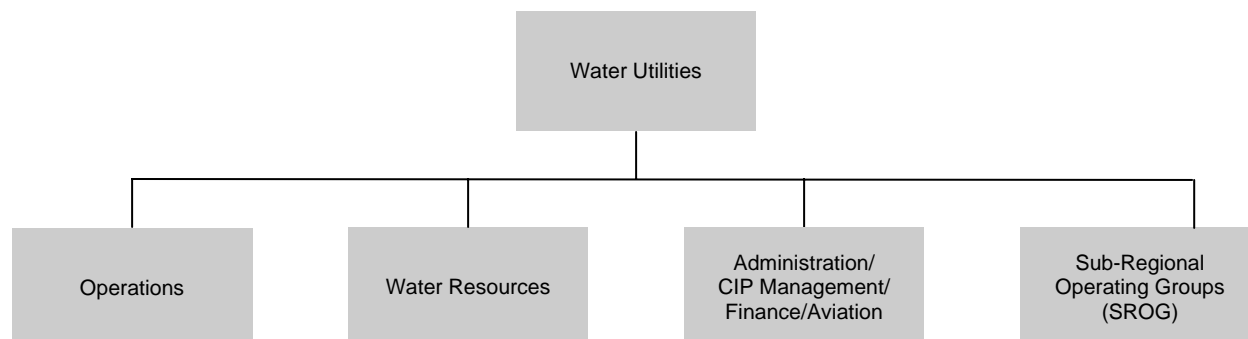 Water Utilities
Operations
Water Resources
Administration/
CIP Management/
Finance/Aviation
Sub-Regional
Operating Groups
(SROG)